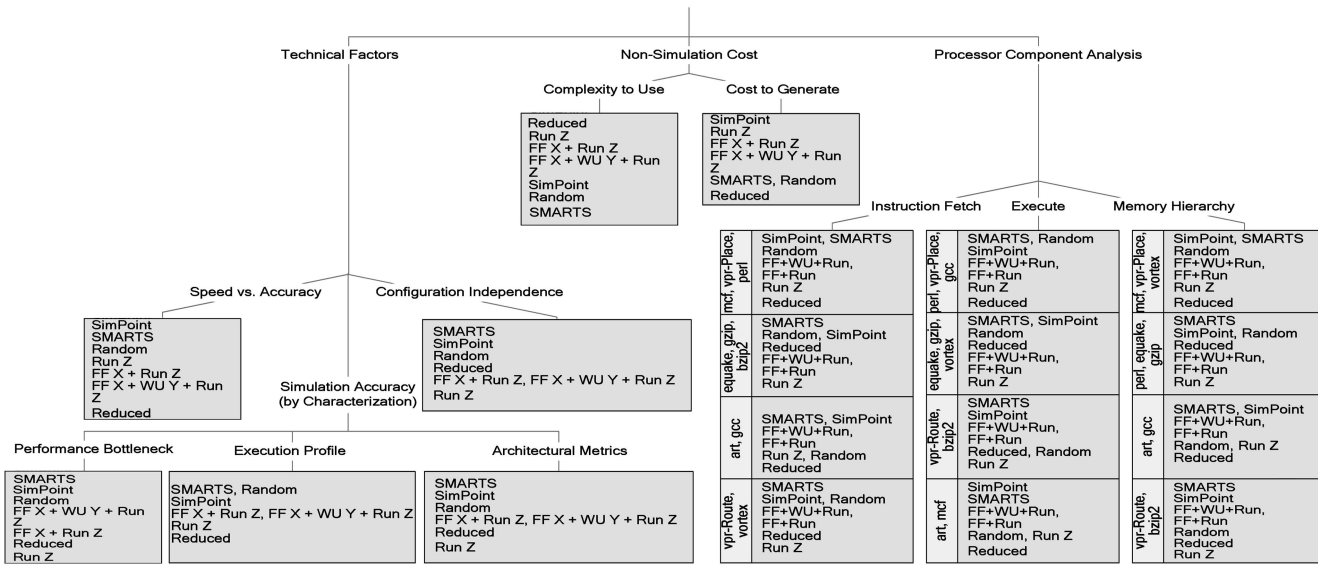 Technical Factors
Non-Simulation Cost
Processor Component Analysis
Complexity to Use
Cost to Generate
Reduced
Run Z
FF X + Run Z
FF X + WU Y + Run
Z
SimPoint
Random
SMARTS
SimPoint
Run Z
FF X + Run Z
FF X + WU Y + Run
Z
SMARTS, Random
Reduced
Instruction Fetch
Execute
Memory Hierarchy
mcf, vpr-Place,
perl
SimPoint, SMARTS
Random
FF+WU+Run,
FF+Run
Run Z
Reduced
equake, gzip,
bzip2
SMARTS
Random, SimPoint
Reduced
FF+WU+Run,
FF+Run
Run Z
art, gcc
SMARTS, SimPoint
FF+WU+Run,
FF+Run
Run Z, Random
Reduced
vpr-Route,
vortex
SMARTS
SimPoint, Random
FF+WU+Run,
FF+Run
Reduced
Run Z
perl, vpr-Place,
gcc
SMARTS, Random
SimPoint
FF+WU+Run,
FF+Run
Run Z
Reduced
equake, gzip,
vortex
SMARTS, SimPoint
Random
Reduced
FF+WU+Run,
FF+Run
Run Z
vpr-Route,
bzip2
SMARTS
SimPoint
FF+WU+Run,
FF+Run
Reduced, Random
Run Z
art, mcf
SimPoint
SMARTS
FF+WU+Run,
FF+Run
Random, Run Z
Reduced
mcf, vpr-Place,
vortex
SimPoint, SMARTS
Random
FF+WU+Run,
FF+Run
Run Z
Reduced
perl, equake,
gzip
SMARTS
SimPoint, Random
Reduced
FF+WU+Run,
FF+Run
Run Z
art, gcc
SMARTS, SimPoint
FF+WU+Run,
FF+Run
Random, Run Z
Reduced
vpr-Route,
bzip2
SMARTS
SimPoint
FF+WU+Run,
FF+Run
Random
Reduced
Run Z
Speed vs. Accuracy
Configuration Independence
SimPoint
SMARTS
Random
Run Z
FF X + Run Z
FF X + WU Y + Run
Z
Reduced
SMARTS
SimPoint
Random
Reduced
FF X + Run Z, FF X + WU Y + Run Z
Run Z
Simulation Accuracy
(by Characterization)
Performance Bottleneck
Execution Profile
Architectural Metrics
SMARTS
SimPoint
Random
FF X + WU Y + Run
Z
FF X + Run Z
Reduced
Run Z
SMARTS, Random
SimPoint
FF X + Run Z, FF X + WU Y + Run Z
Run Z
Reduced
SMARTS
SimPoint
Random
FF X + Run Z, FF X + WU Y + Run Z
Reduced
Run Z